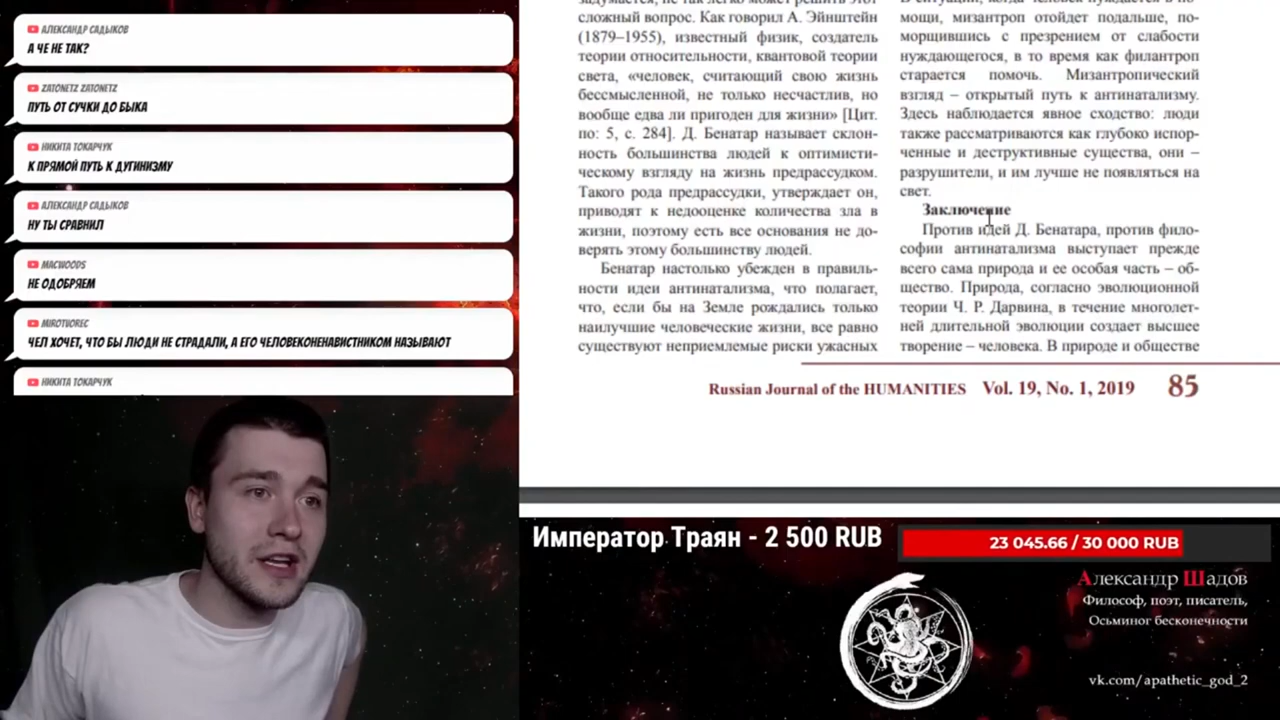 АЛЕКСАНДР САДЫКОВ
А ЧЕ НЕ ТАК?
ZATONETZ ZATONETZ
ПУТЬ ОТ СУЧКИ ДО БЫКА
НИКИТА ТОКАРЧУК
К ПРЯМОЙ ПУТЬ К ДУГИНИЗМУ
АЛЕКСАНДР САДЫКОВ
НУ ТЫ СРАВНИЛ
MACWOODS
НЕ ОДОБРЯЕМ
MIROTVOREC
ЧЕЛ ХОЧЕТ, ЧТО БЫ ЛЮДИ НЕ СТРАДАЛИ, А ЕГО ЧЕЛОВЕКОНЕНАВИСТНИКОМ НАЗЫВАЮТ
НИКИТА ТОКАРЧУК
задумается, не так легко может решить этот
сложный вопрос. Как говорил А. Эйнштейн
(1879–1955), известный физик, создатель
теории относительности, квантовой теории
света, «человек, считающий свою жизнь
бессмысленной, не только несчастлив, но
вообще едва ли пригоден для жизни» [Цит.
по: 5, с. 284]. Д. Бенатар называет склон-
ность большинства людей к оптимисти-
ческому взгляду на жизнь предрассудком.
Такого рода предрассудки, утверждает он,
приводят к недооценке количества зла в
жизни, поэтому есть все основания не до-
верять этому большинству людей.
Бенатар настолько убежден в правиль-
ности идеи антинатализма, что полагает,
что, если бы на Земле рождались только
наилучшие человеческие жизни, все равно
существуют неприемлемые риски ужасных
В ситуации, когда человек нуждается в по-
мощи, мизантроп отойдет подальше, по-
морщившись с презрением от слабости
нуждающегося, в то время как филантроп
старается помочь. Мизантропический
взгляд – открытый путь к антинатализму.
Здесь наблюдается явное сходство: люди
также рассматриваются как глубоко испор-
ченные и деструктивные существа, они –
разрушители, и им лучше не появляться на
свет.
Заключение
Против идей Д. Бенатара, против фило-
софии антинатализма выступает прежде
всего сама природа и ее особая часть – об-
щество. Природа, согласно эволюционной
теории Ч. Р. Дарвина, в течение многолет-
ней длительной эволюции создает высшее
творение – человека. В природе и обществе
Russian Journal of the HUMANITIES Vol. 19, No. 1, 2019 85
Император Траян - 2 500 RUB
23 045.66 / 30 000 RUB
Александр Шадов
Философ, поэт, писатель,
Осьминог бесконечности
vk.com/apathetic_god_2